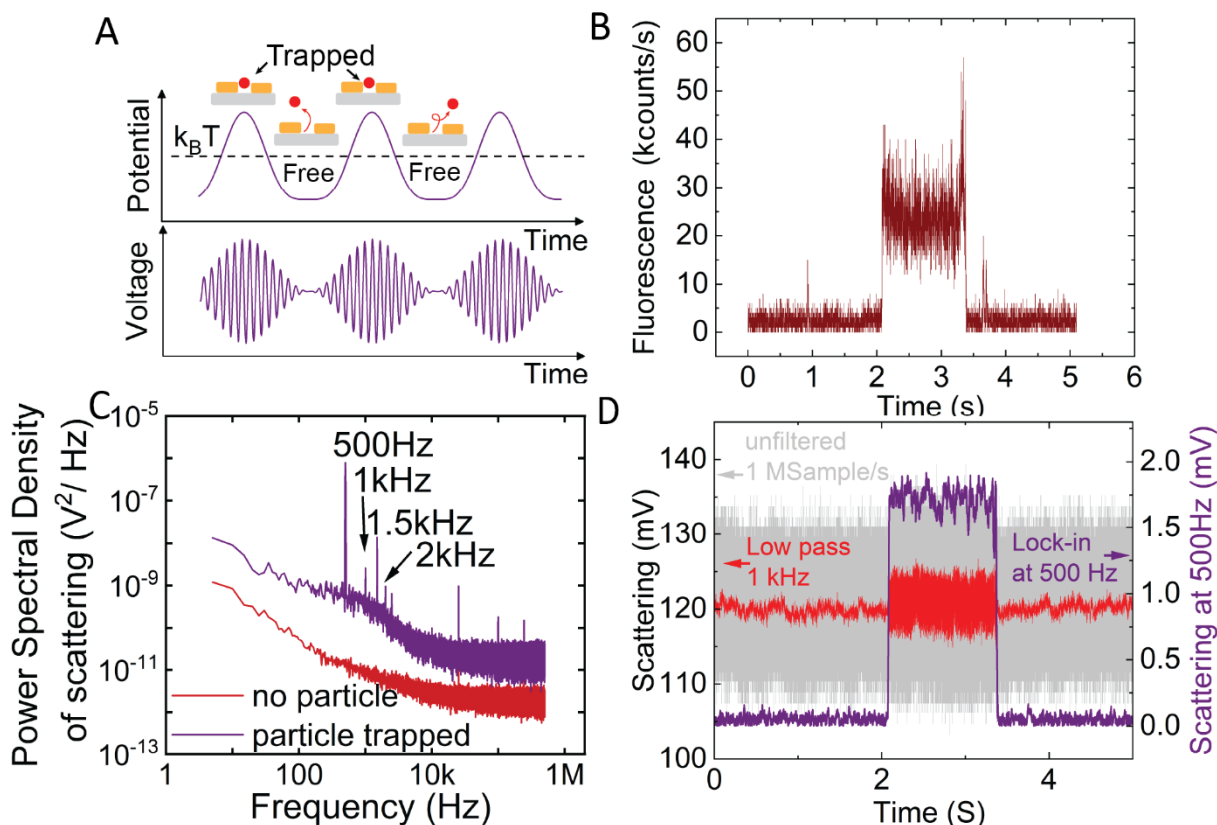 A
Trapped
Potential
k_BT
Free
Free
Time
Voltage
Time
B
Fluorescence (kcounts/s)
60
50
40
30
20
10
0
0 1 2 3 4 5 6
Time (s)
C
Power Spectral Density
of scattering (V²/ Hz)
10⁻⁵
10⁻⁷
10⁻⁹
10⁻¹¹
10⁻¹³
500Hz
1kHz
1.5kHz
2kHz
no particle
particle trapped
1 100 10k 1M
Frequency (Hz)
D
Scattering (mV)
140
130
120
110
100
unfiltered
1 MSample/s
Low pass
1 kHz
Lock-in
at 500 Hz
2.0
1.5
1.0
0.5
0.0
Scattering at 500Hz (mV)
0 2 4
Time (S)